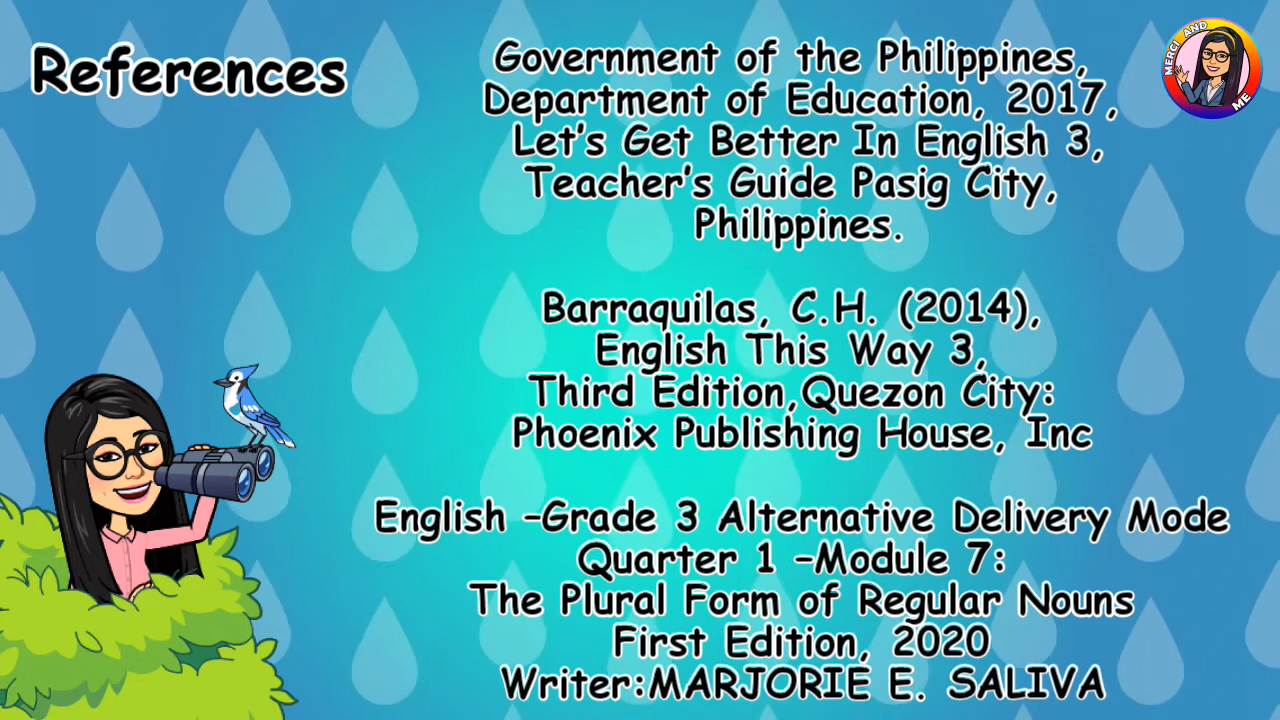 References
Government of the Philippines,
Department of Education, 2017,
Let's Get Better In English 3,
Teacher's Guide Pasig City,
Philippines.
Barraquilas, C.H. (2014),
English This Way 3,
Third Edition,Quezon City:
Phoenix Publishing House, Inc
English –Grade 3 Alternative Delivery Mode
Quarter 1 –Module 7:
The Plural Form of Regular Nouns
First Edition, 2020
Writer:MARJORIE E. SALIVA
MERCI AND ME